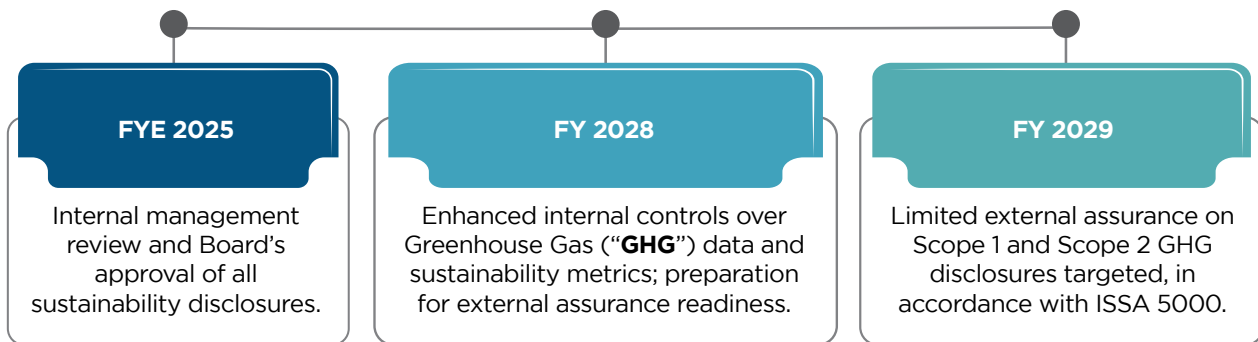 FYE 2025
Internal management
review and Board’s
approval of all
sustainability disclosures.
FY 2028
Enhanced internal controls over
Greenhouse Gas (“GHG”) data and
sustainability metrics; preparation
for external assurance readiness.
FY 2029
Limited external assurance on
Scope 1 and Scope 2 GHG
disclosures targeted, in
accordance with ISSA 5000.